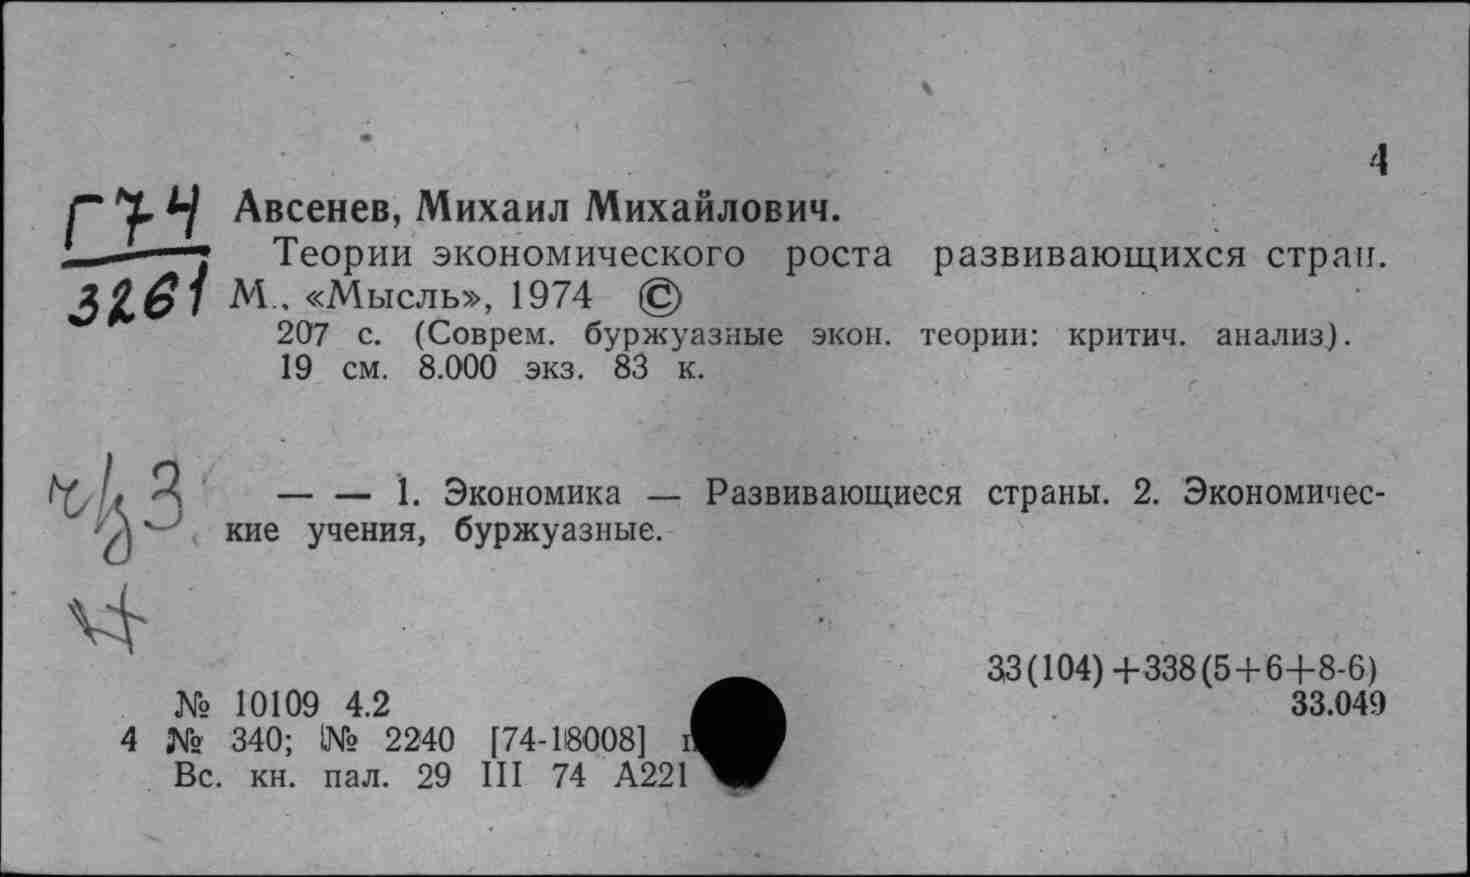 4
Г74 Авсенев, Михаил Михайлович.
Теории экономического роста развивающихся стран.
3261 М., «Мысль», 1974 ©
207 с. (Соврем. буржуазные экон. теории: критич. анализ).
19 см. 8.000 экз. 83 к.
— — 1. Экономика — Развивающиеся страны. 2. Экономичес-
кие учения, буржуазные.
33(104)+338(5+6+8-6)
№ 10109 4.2 33.049
4 № 340; № 2240 [74-18008]
Вс. кн. пал. 29 III 74 А221